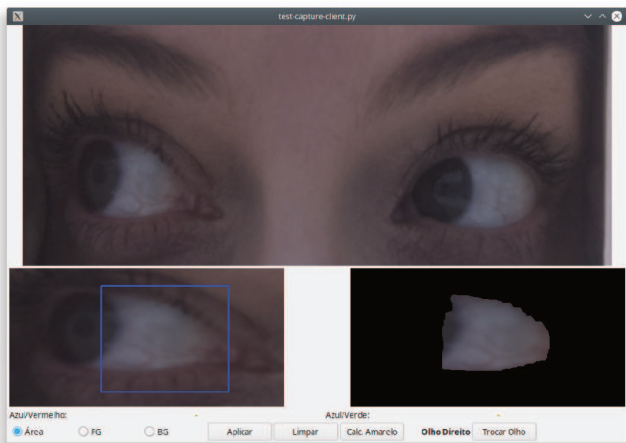 test-capture-client.py
Azul/Vermelho: - Azul/Verde: -
Área FG BG Aplicar Limpar Calc. Amarelo Olho Direito Trocar Olho